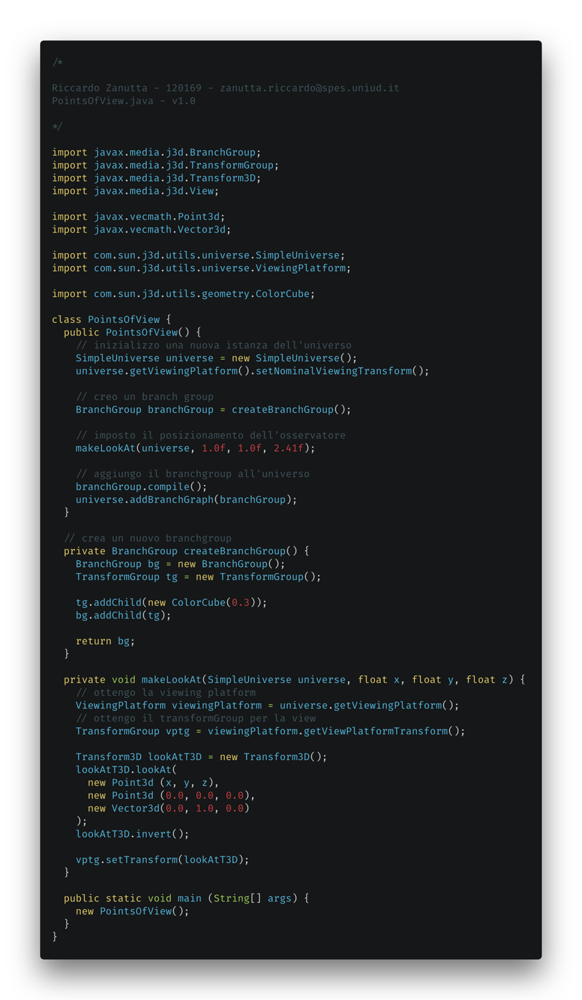 /*
Riccardo Zanutta - 120169 - zanutta.riccardo@spes.uniud.it
PointsOfView.java - v1.0
*/
import javax.media.j3d.BranchGroup;
import javax.media.j3d.TransformGroup;
import javax.media.j3d.Transform3D;
import javax.media.j3d.View;
import javax.vecmath.Point3d;
import javax.vecmath.Vector3d;
import com.sun.j3d.utils.universe.SimpleUniverse;
import com.sun.j3d.utils.universe.ViewingPlatform;
import com.sun.j3d.utils.geometry.ColorCube;
class PointsOfView {
  public PointsOfView() {
    // inizializzo una nuova istanza dell'universo
    SimpleUniverse universe = new SimpleUniverse();
    universe.getViewingPlatform().setNominalViewingTransform();
    // creo un branch group
    BranchGroup branchGroup = createBranchGroup();
    // imposto il posizionamento dell'osservatore
    makeLookAt(universe, 1.0f, 1.0f, 2.41f);
    // aggiungo il branchgroup all'universo
    branchGroup.compile();
    universe.addBranchGraph(branchGroup);
  }
  // crea un nuovo branchgroup
  private BranchGroup createBranchGroup() {
    BranchGroup bg = new BranchGroup();
    TransformGroup tg = new TransformGroup();
    tg.addChild(new ColorCube(0.3));
    bg.addChild(tg);
    return bg;
  }
  private void makeLookAt(SimpleUniverse universe, float x, float y, float z) {
    // ottengo la viewing platform
    ViewingPlatform viewingPlatform = universe.getViewingPlatform();
    // ottengo il transformGroup per la view
    TransformGroup vptg = viewingPlatform.getViewPlatformTransform();
    Transform3D lookAtT3D = new Transform3D();
    lookAtT3D.lookAt(
      new Point3d (x, y, z),
      new Point3d (0.0, 0.0, 0.0),
      new Vector3d(0.0, 1.0, 0.0)
    );
    lookAtT3D.invert();
    vptg.setTransform(lookAtT3D);
  }
  public static void main (String[] args) {
    new PointsOfView();
  }
}